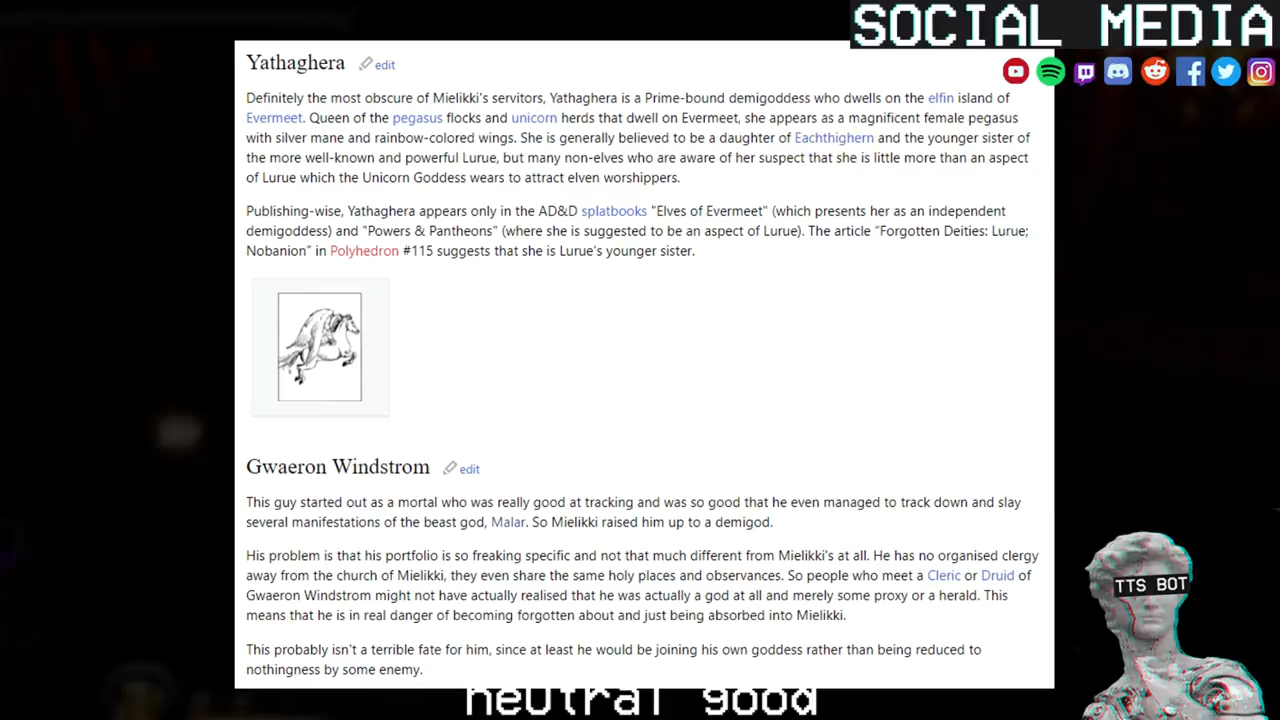 SOCIAL MEDIA
Yathaghera edit
Definitely the most obscure of Mielikki's servitors, Yathaghera is a Prime-bound demigoddess who dwells on the elfin island of
Evermeet. Queen of the pegasus flocks and unicorn herds that dwell on Evermeet, she appears as a magnificent female pegasus
with silver mane and rainbow-colored wings. She is generally believed to be a daughter of Eachthighern and the younger sister of
the more well-known and powerful Lurue, but many non-elves who are aware of her suspect that she is little more than an aspect
of Lurue which the Unicorn Goddess wears to attract elven worshippers.
Publishing-wise, Yathaghera appears only in the AD&D splatbooks "Elves of Evermeet" (which presents her as an independent
demigoddess) and "Powers & Pantheons" (where she is suggested to be an aspect of Lurue). The article "Forgotten Deities: Lurue;
Nobanion" in Polyhedron #115 suggests that she is Lurue's younger sister.
Gwaeron Windstrom edit
This guy started out as a mortal who was really good at tracking and was so good that he even managed to track down and slay
several manifestations of the beast god, Malar. So Mielikki raised him up to a demigod.
His problem is that his portfolio is so freaking specific and not that much different from Mielikki's at all. He has no organised clergy
away from the church of Mielikki, they even share the same holy places and observances. So people who meet a Cleric or Druid of
Gwaeron Windstrom might not have actually realised that he was actually a god at all and merely some proxy or a herald. This
means that he is in real danger of becoming forgotten about and just being absorbed into Mielikki.
This probably isn't a terrible fate for him, since at least he would be joining his own goddess rather than being reduced to
nothingness by some enemy.
TTS BOT
neutral good